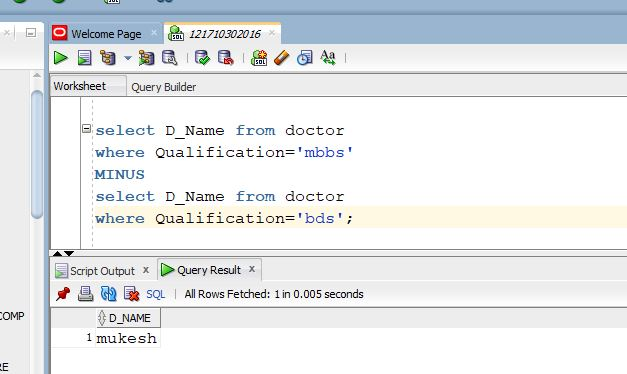 Welcome Page
121710302016
Worksheet
Query Builder
select D_Name from doctor
where Qualification='mbbs'
MINUS
select D_Name from doctor
where Qualification='bds';
Script Output x
Query Result x
SQL | All Rows Fetched: 1 in 0.005 seconds
D_NAME
1 mukesh
COMP
RE